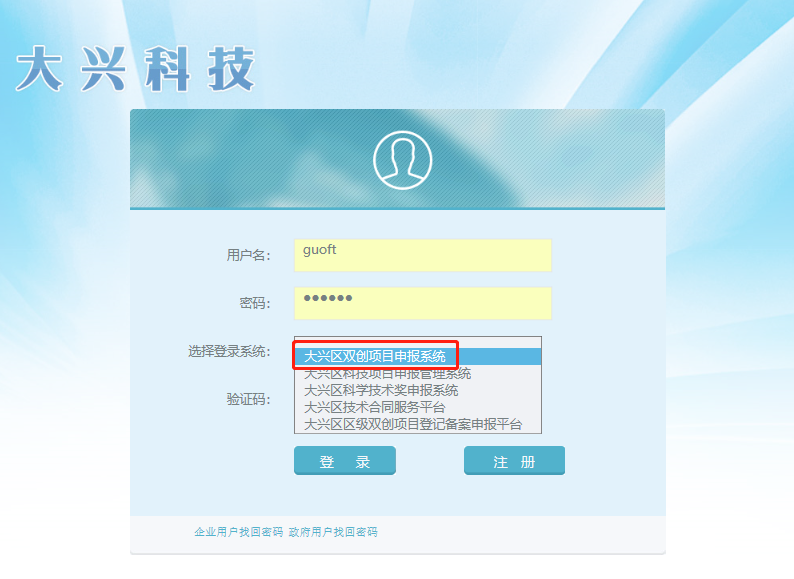 大兴科技
用户名：
guoft
密码：
●●●●●●
选择登录系统：
大兴区双创项目申报系统
大兴区科技项目申报管理系统
大兴区科学技术奖申报系统
大兴区技术合同服务平台
大兴区区级双创项目登记备案申报平台
验证码：
登 录
注 册
企业用户找回密码 政府用户找回密码